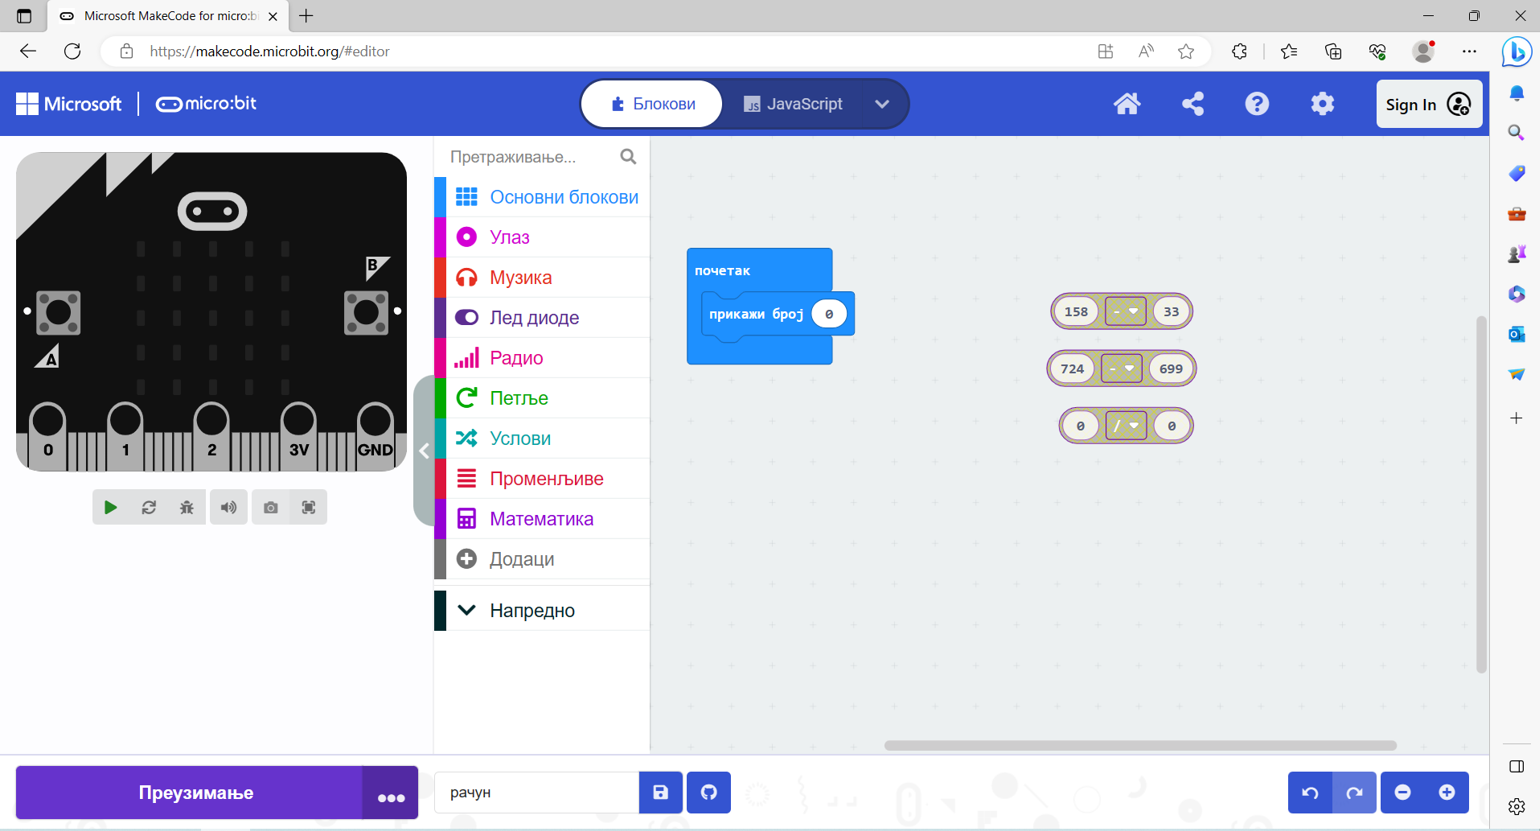 Microsoft MakeCode for micro:b
https://makecode.microbit.org/#editor
Microsoft | micro:bit
Блокови
JS JavaScript
Sign In
Претраживање...
Основни блокови
Улаз
Музика
Лед диоде
Радио
Петље
Услови
Променљиве
Математика
Додаци
Напредно
B
A
0 1 2 3V GND
почетак
прикажи број 0
158 - 33
724 - 699
0 / 0
Преузимање
рачун